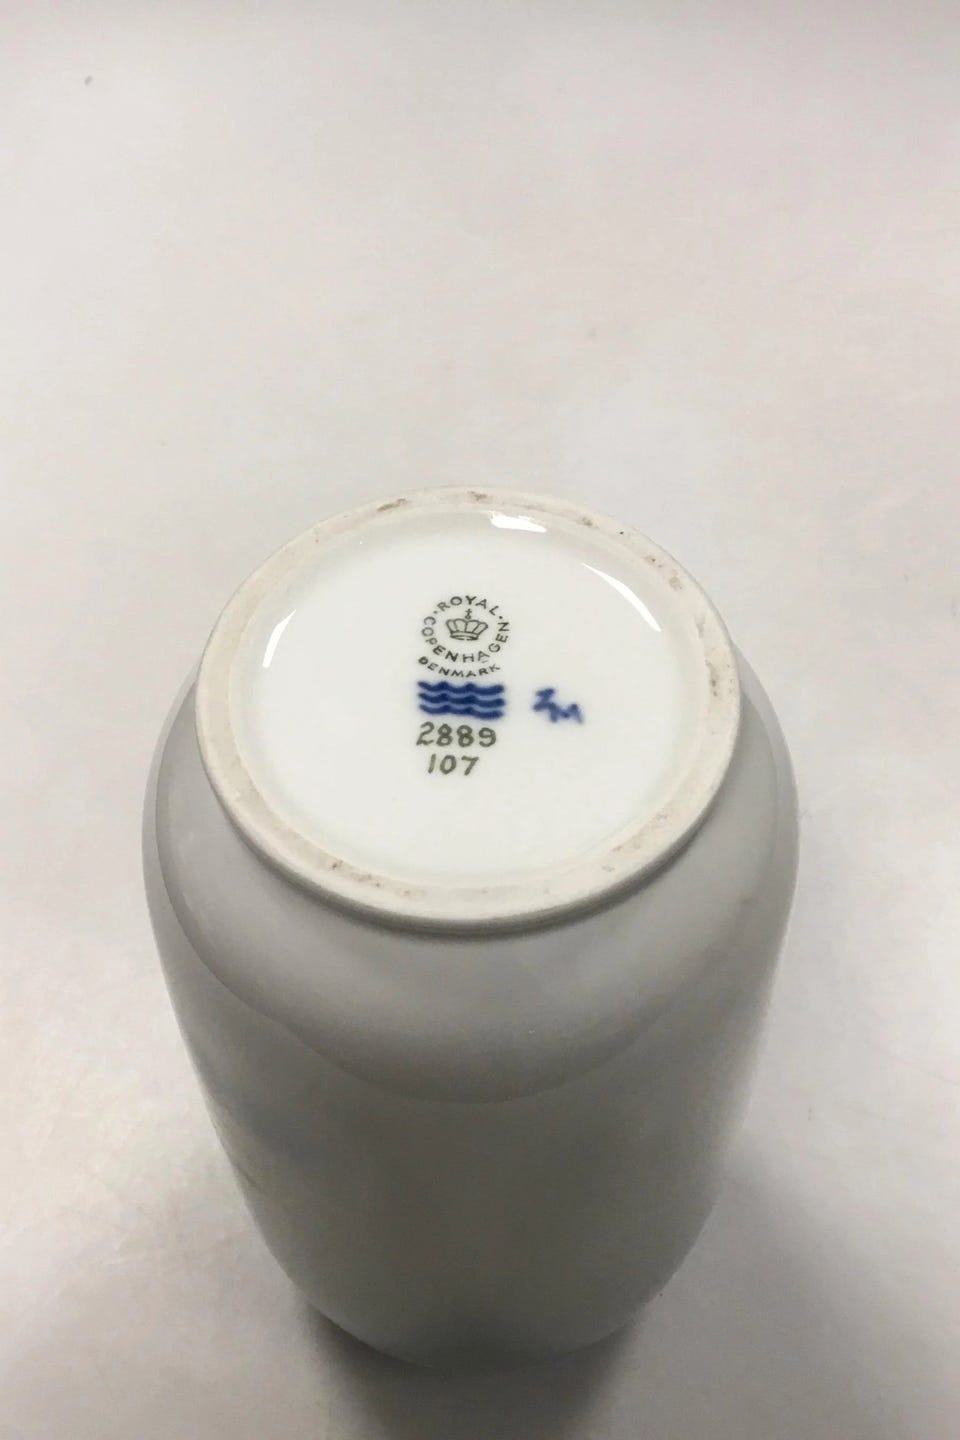 ROYAL
COPENHAGEN
DENMARK
2889
107